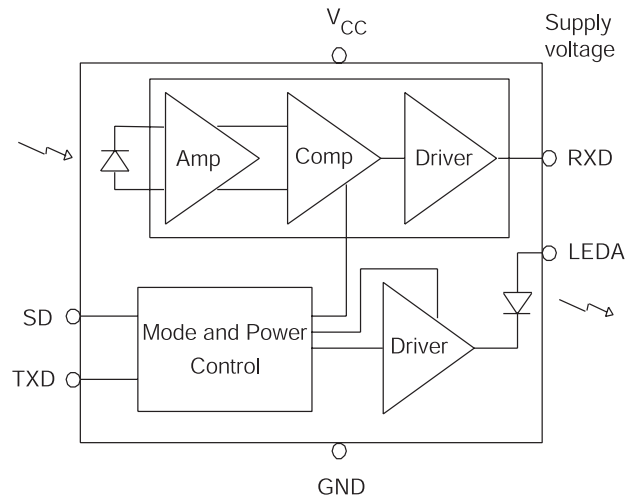 VCC
Supply
voltage
Amp
Comp
Driver
RXD
LEDA
SD
Mode and Power
Control
Driver
TXD
GND